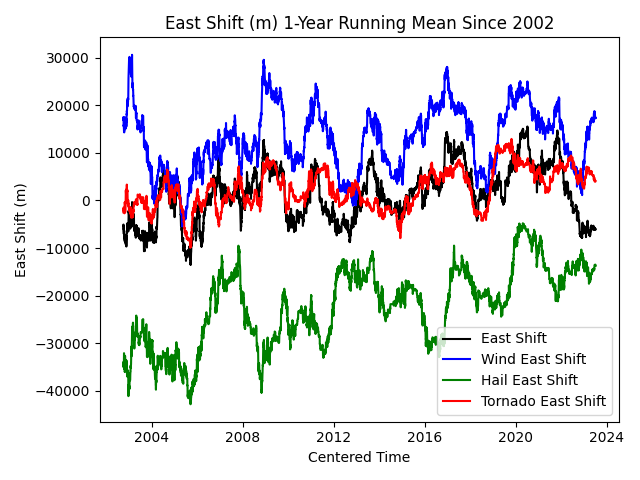 East Shift (m) 1-Year Running Mean Since 2002
30000
20000
10000
0
−10000
−20000
−30000
−40000
East Shift (m)
2004 2008 2012 2016 2020 2024
Centered Time
East Shift
Wind East Shift
Hail East Shift
Tornado East Shift